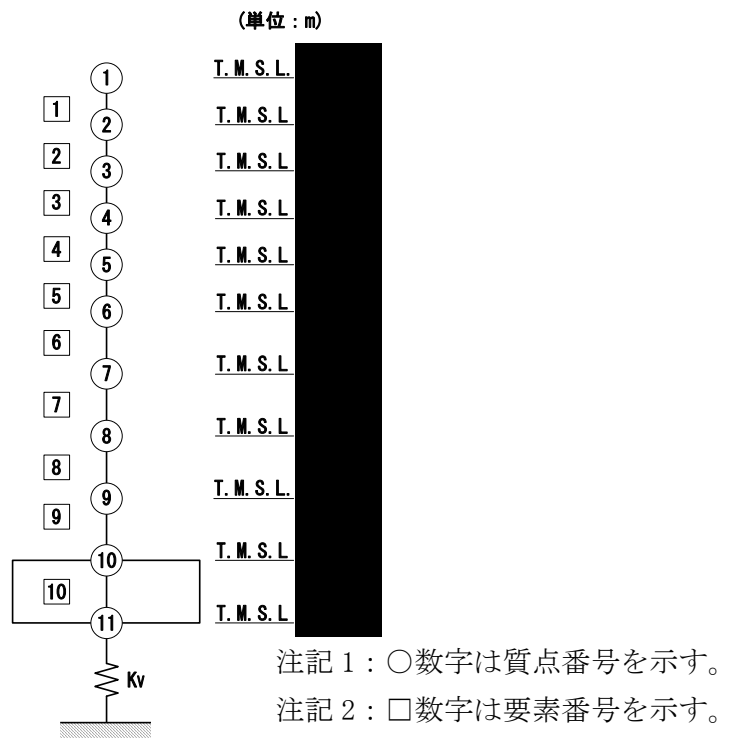 (単位：m)
① T.M.S.L.
1
② T.M.S.L
2
③ T.M.S.L
3
④ T.M.S.L
4
⑤ T.M.S.L
5
⑥ T.M.S.L
6
⑦ T.M.S.L
7
⑧ T.M.S.L
8
⑨ T.M.S.L.
9
⑩ T.M.S.L
10
⑪ T.M.S.L
Kv
注記1：○数字は質点番号を示す。
注記2：□数字は要素番号を示す。